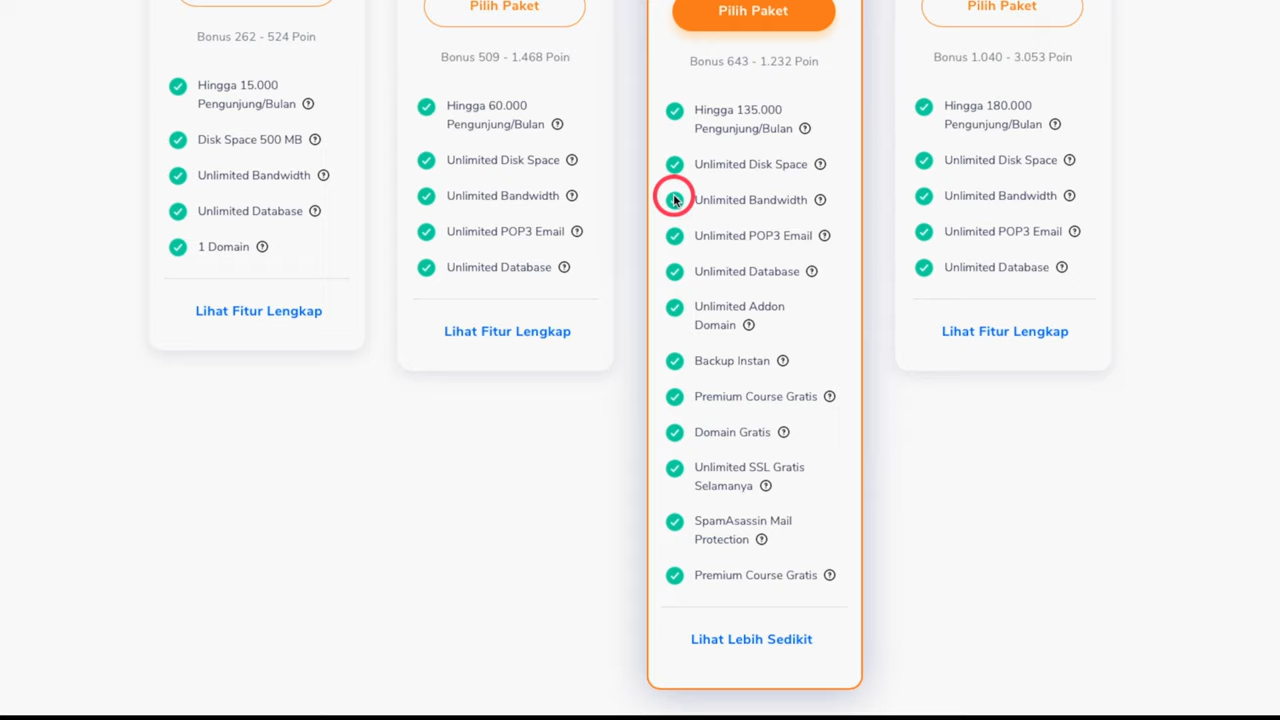 Bonus 262 - 524 Poin
Hingga 15.000
Pengunjung/Bulan
Disk Space 500 MB
Unlimited Bandwidth
Unlimited Database
1 Domain
Lihat Fitur Lengkap
Pilih Paket
Bonus 509 - 1.468 Poin
Hingga 60.000
Pengunjung/Bulan
Unlimited Disk Space
Unlimited Bandwidth
Unlimited POP3 Email
Unlimited Database
Lihat Fitur Lengkap
Pilih Paket
Bonus 643 - 1.232 Poin
Hingga 135.000
Pengunjung/Bulan
Unlimited Disk Space
Unlimited Bandwidth
Unlimited POP3 Email
Unlimited Database
Unlimited Addon
Domain
Backup Instan
Premium Course Gratis
Domain Gratis
Unlimited SSL Gratis
Selamanya
SpamAsassin Mail
Protection
Premium Course Gratis
Lihat Lebih Sedikit
Pilih Paket
Bonus 1.040 - 3.053 Poin
Hingga 180.000
Pengunjung/Bulan
Unlimited Disk Space
Unlimited Bandwidth
Unlimited POP3 Email
Unlimited Database
Lihat Fitur Lengkap